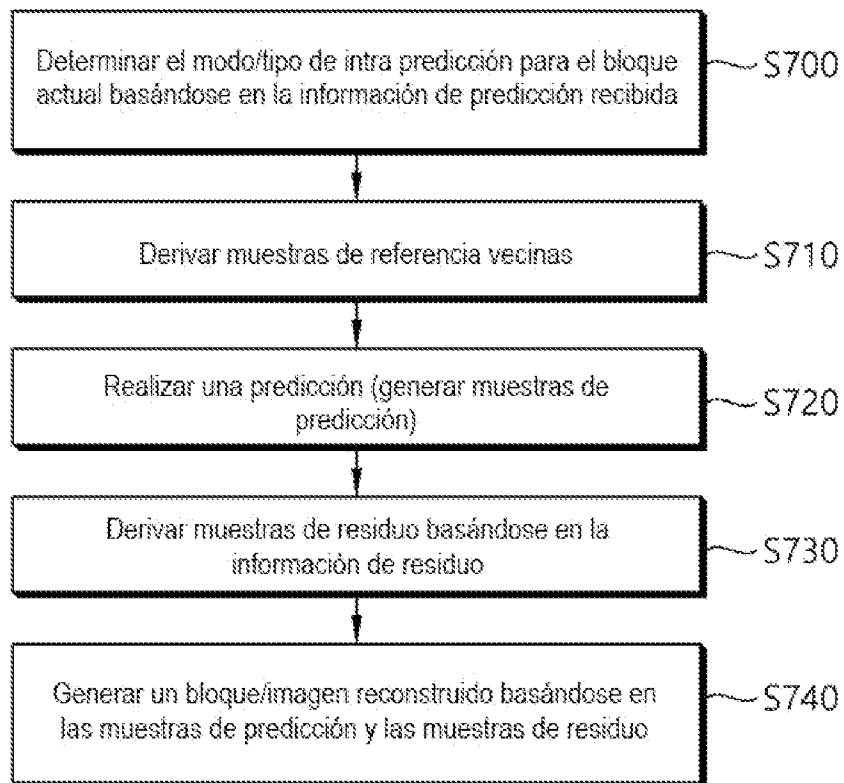 Determinar el modo/tipo de intra predicción para el bloque
actual basándose en la información de predicción recibida
S700
Derivar muestras de referencia vecinas
S710
Realizar una predicción (generar muestras de
predicción)
S720
Derivar muestras de residuo basándose en la
información de residuo
S730
Generar un bloque/imagen reconstruido basándose en
las muestras de predicción y las muestras de residuo
S740